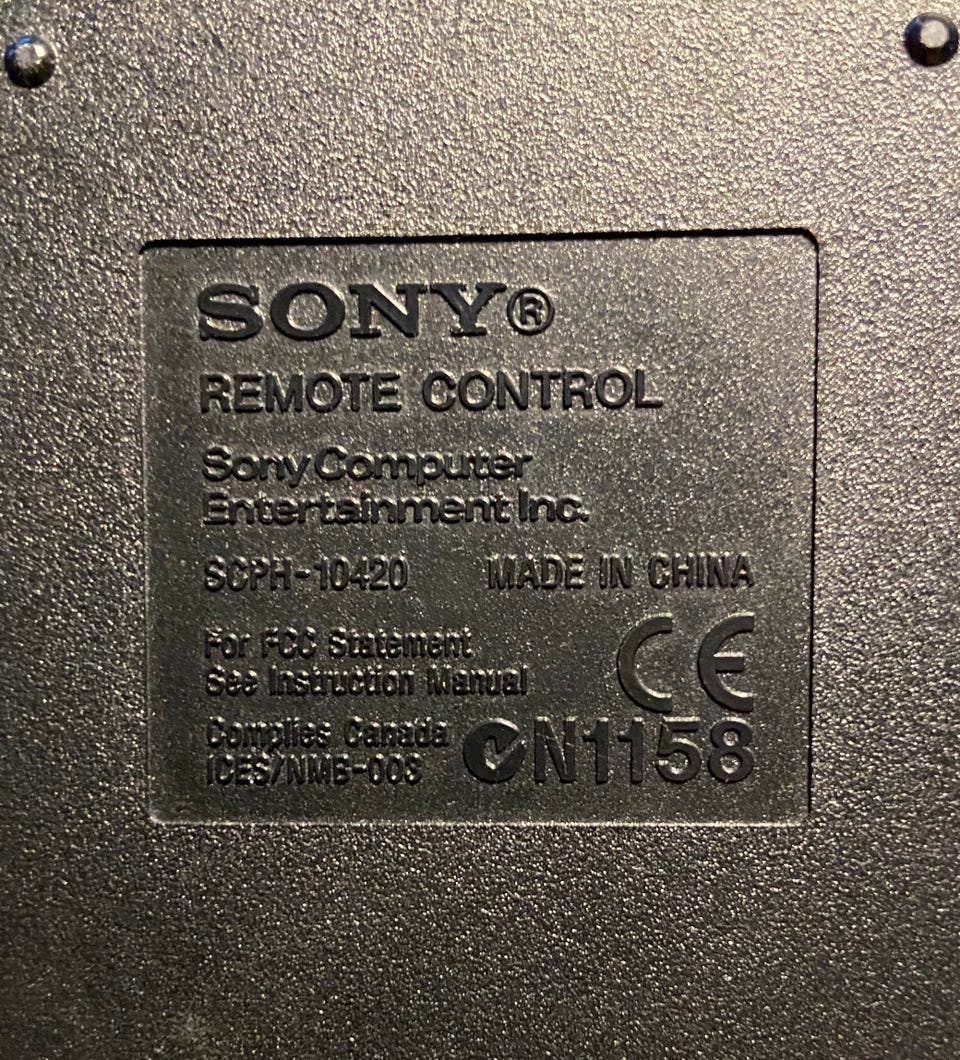 SONY®
REMOTE CONTROL
Sony Computer
Entertainment Inc.
SCPH-10420 MADE IN CHINA
For FCC Statement
See Instruction Manual
CE
Complies Canada
ICES/NMB-003
N1158